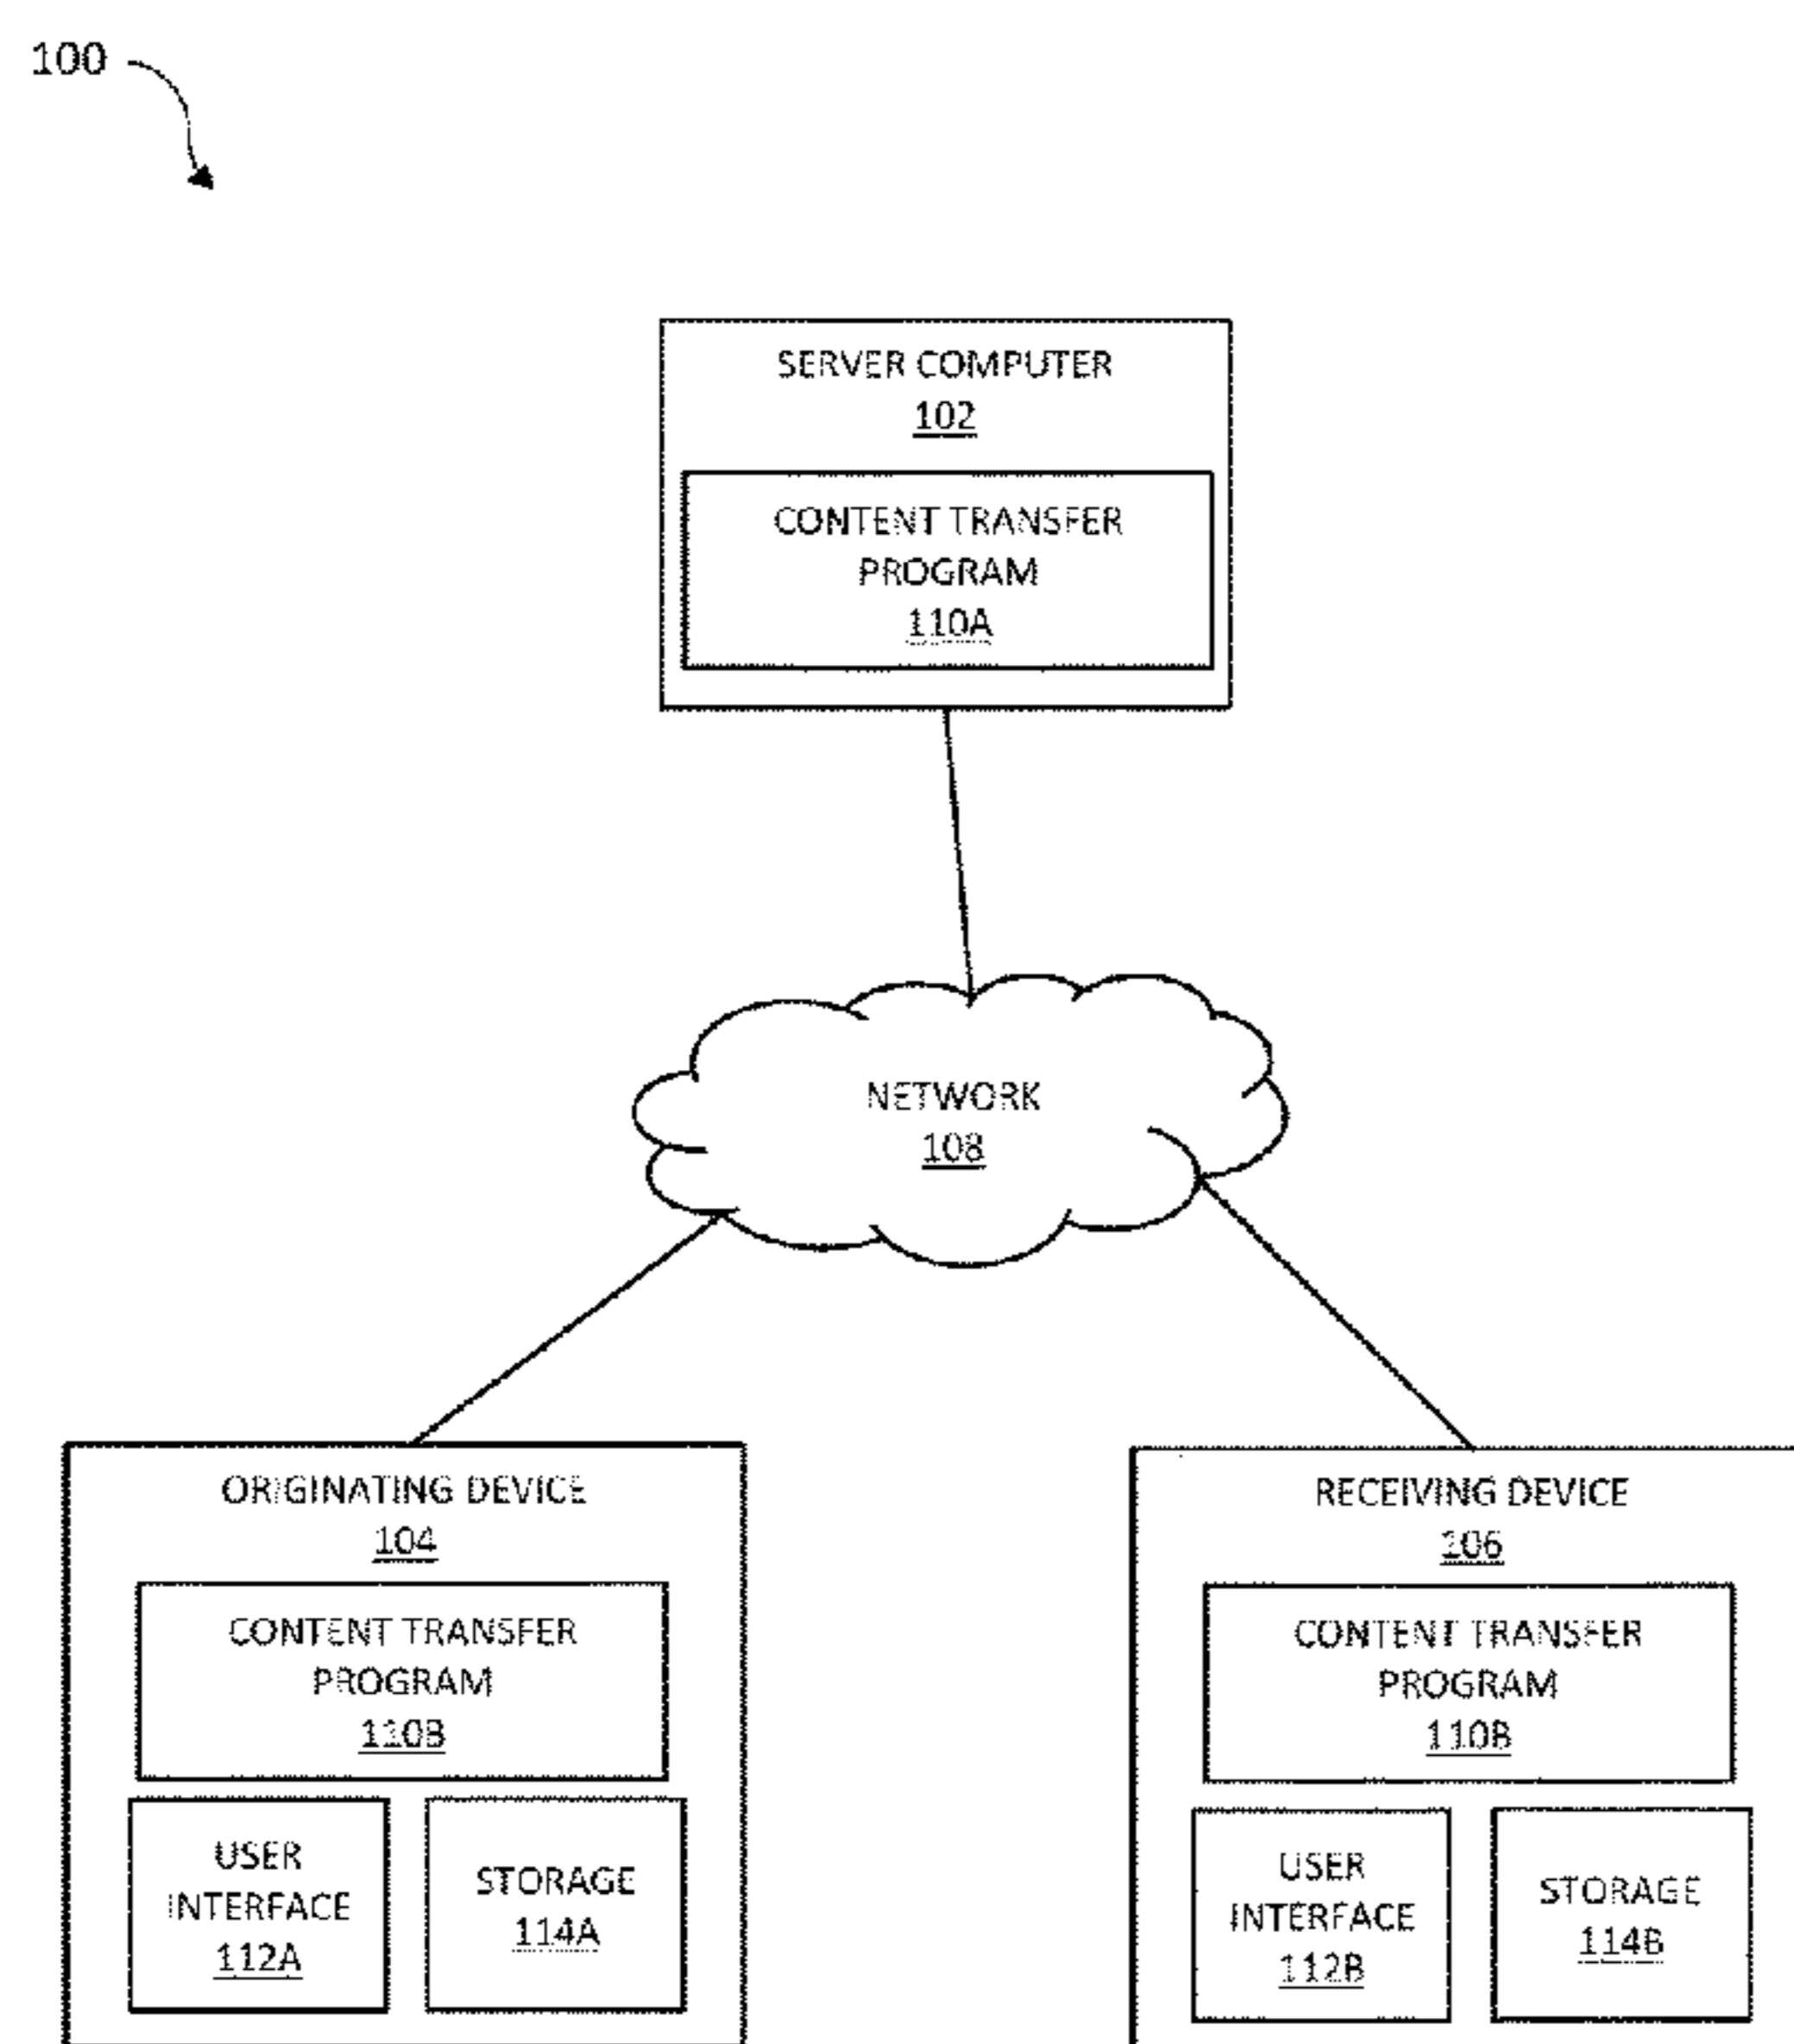 100
SERVER COMPUTER
102
CONTENT TRANSFER
PROGRAM
110A
NETWORK
108
ORIGINATING DEVICE
104
CONTENT TRANSFER
PROGRAM
110B
USER
INTERFACE
112A
STORAGE
114A
RECEIVING DEVICE
106
CONTENT TRANSFER
PROGRAM
110B
USER
INTERFACE
112B
STORAGE
114B